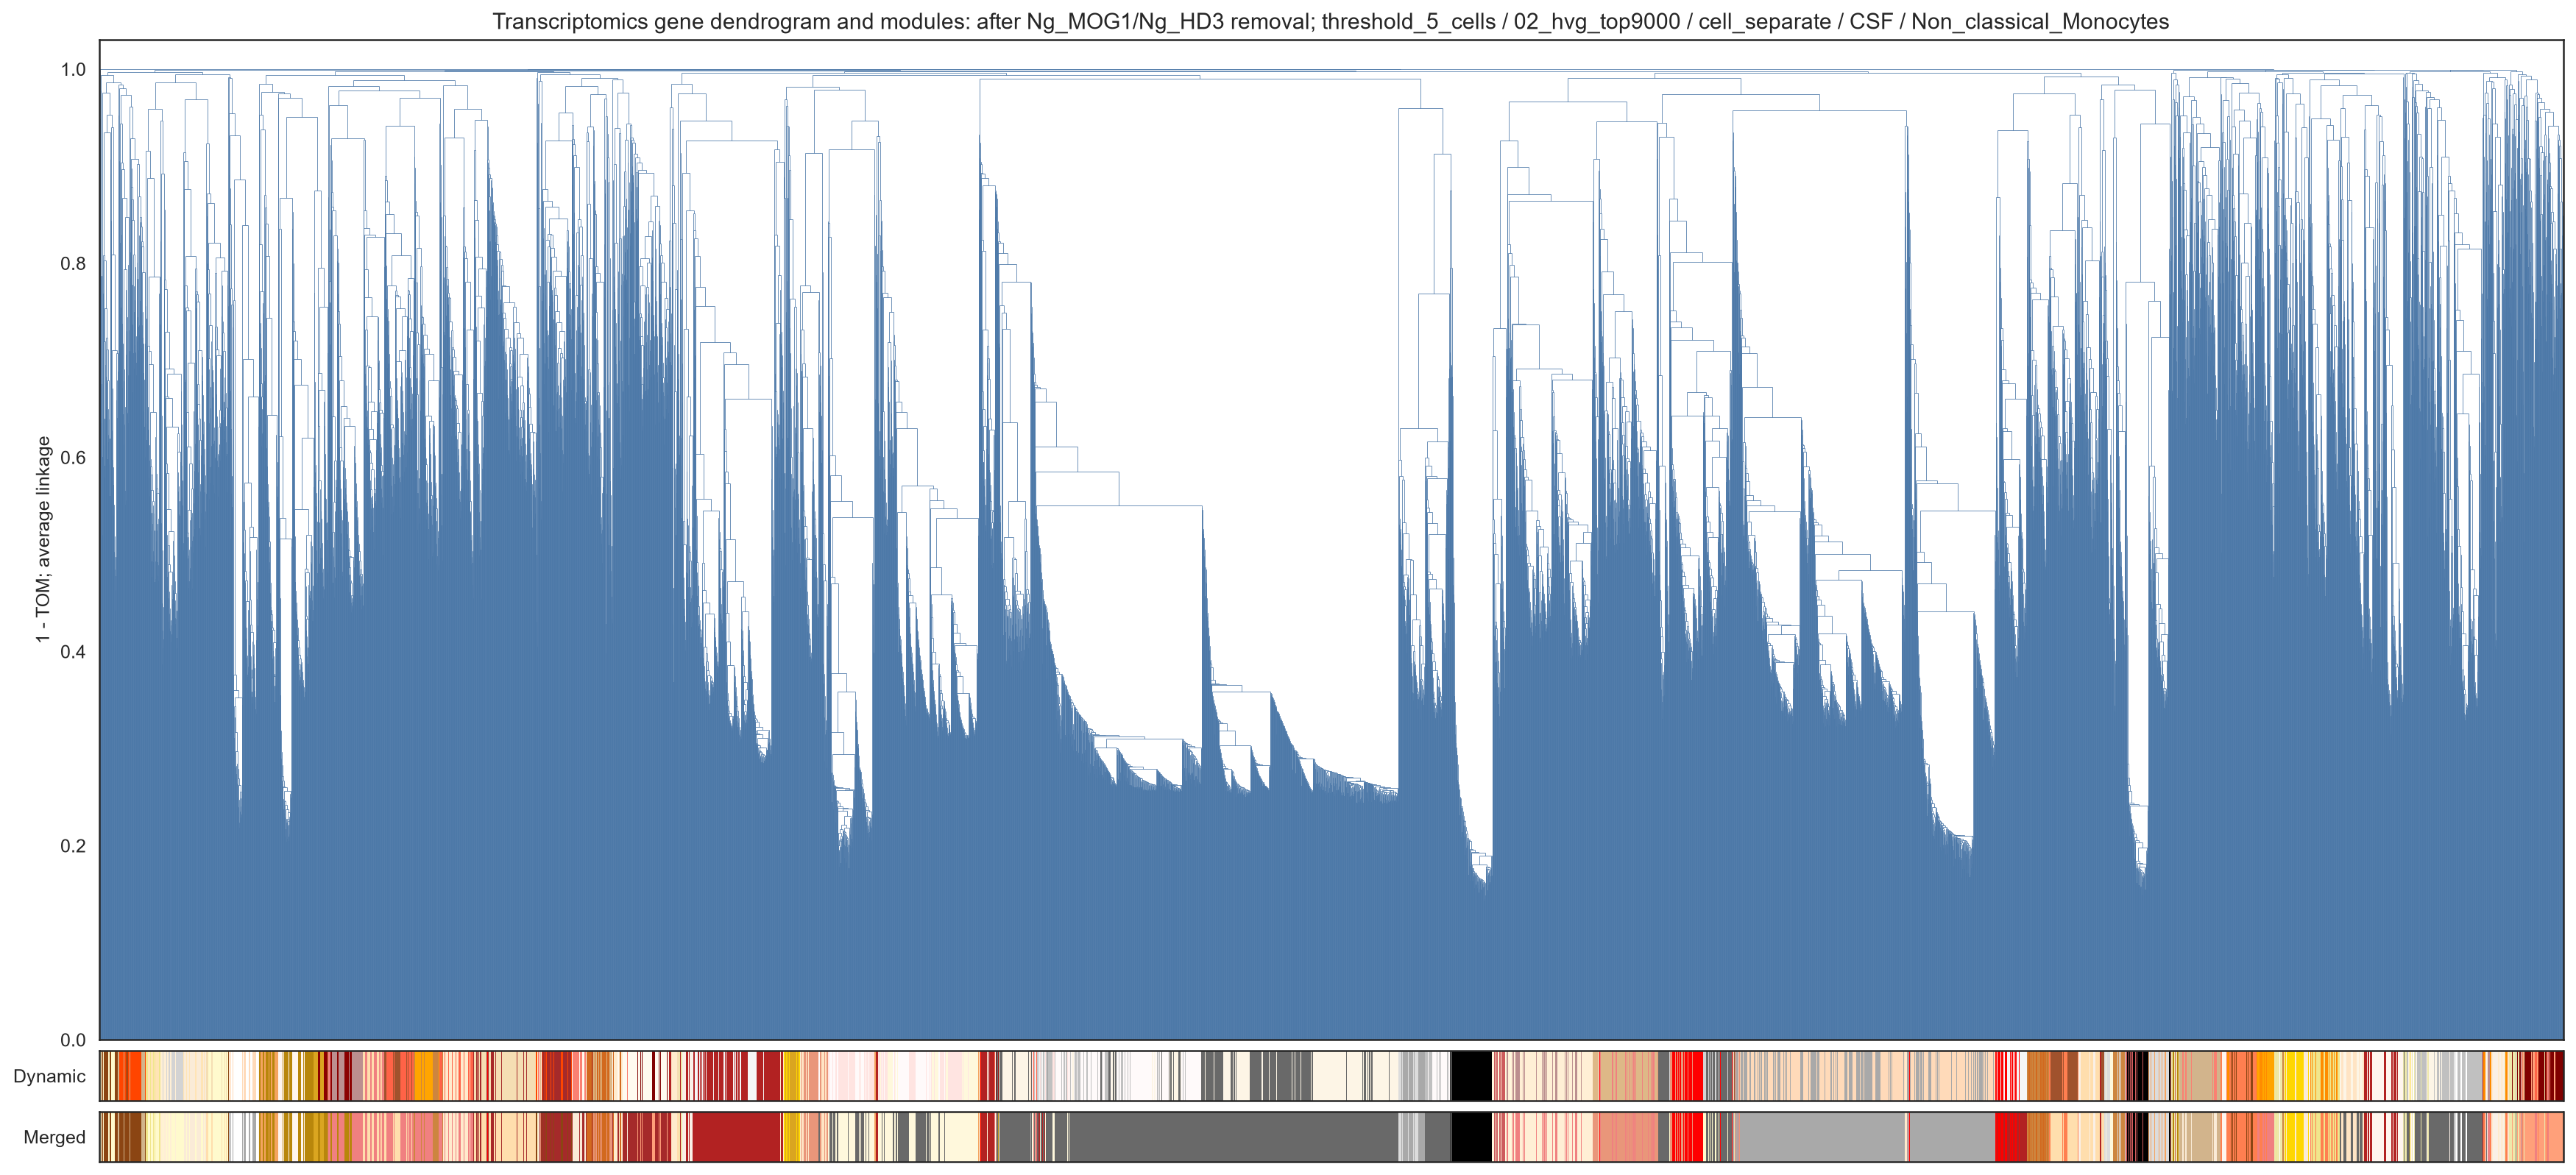 Transcriptomics gene dendrogram and modules: after Ng_MOG1/Ng_HD3 removal; threshold_5_cells / 02_hvg_top9000 / cell_separate / CSF / Non_classical_Monocytes
1.0
0.8
0.6
0.4
0.2
0.0
1 - TOM; average linkage
Dynamic
Merged